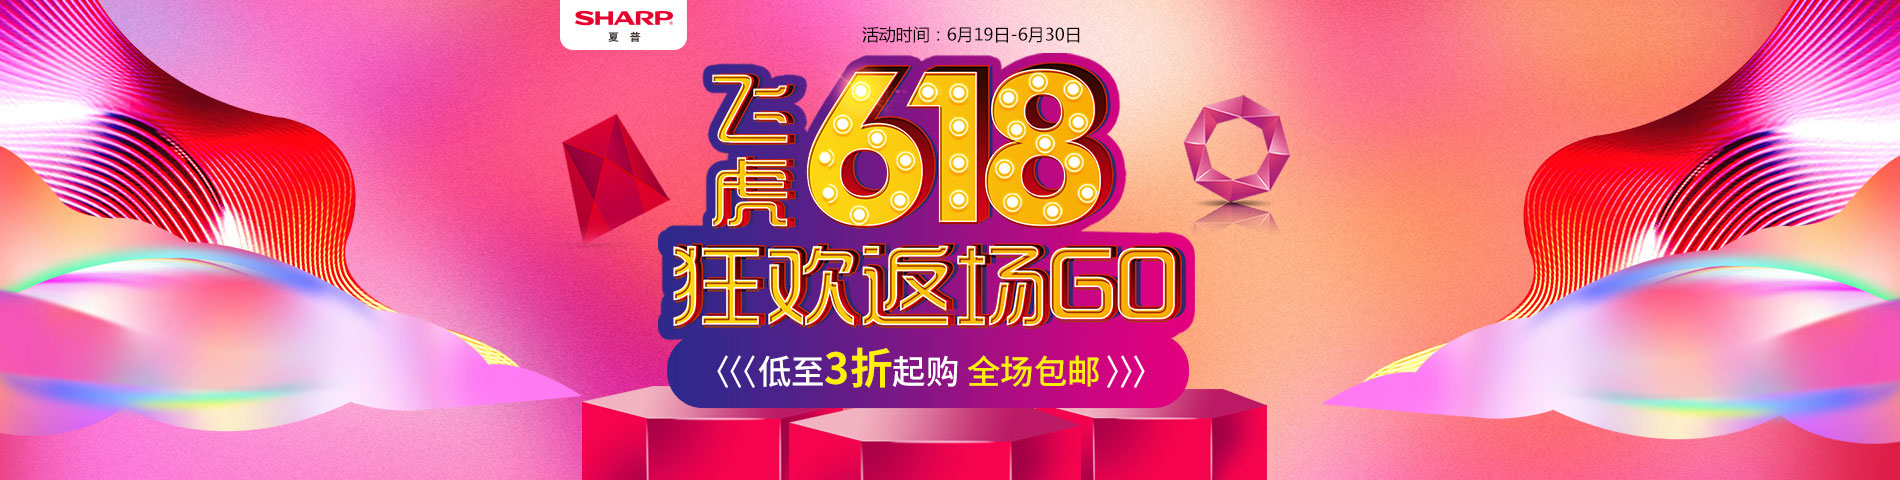 SHARP
夏 普
活动时间：6月19日-6月30日
飞虎618
狂欢返场GO
《〈低至3折起购 全场包邮〉》